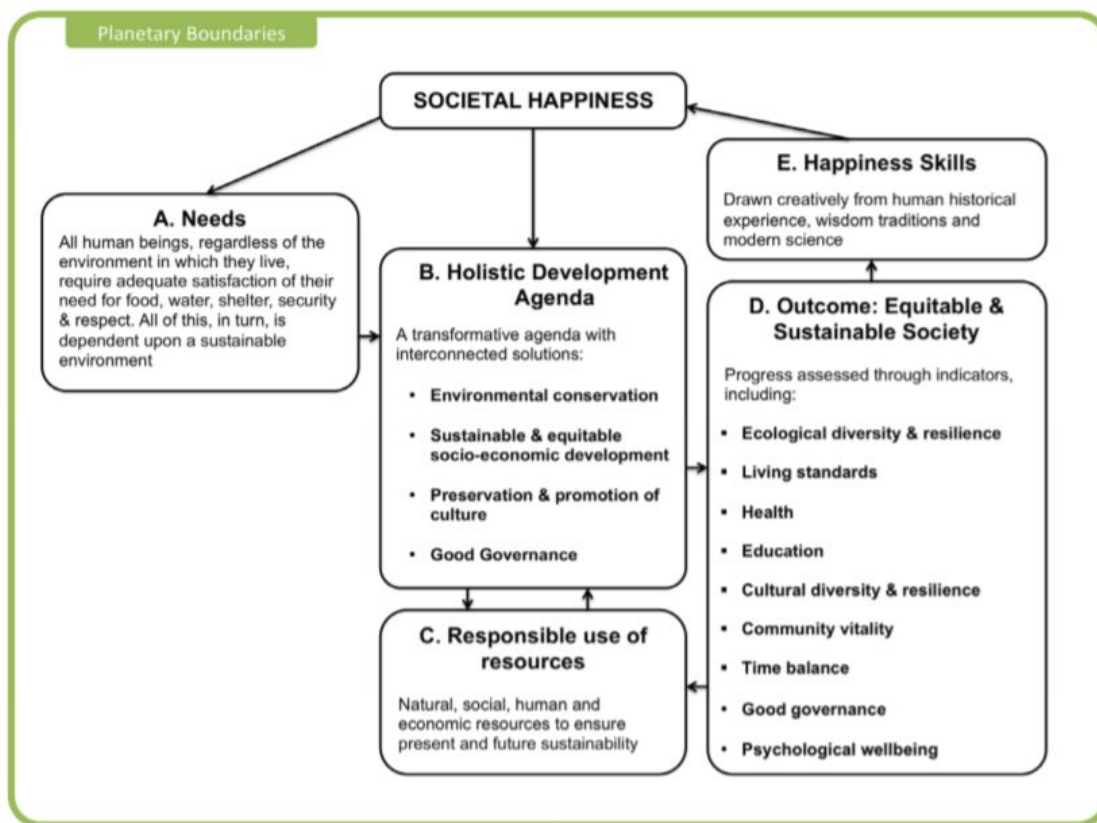 Planetary Boundaries
SOCIETAL HAPPINESS
A. Needs
All human beings, regardless of the
environment in which they live,
require adequate satisfaction of their
need for food, water, shelter, security
& respect. All of this, in turn, is
dependent upon a sustainable
environment
B. Holistic Development
Agenda
A transformative agenda with
interconnected solutions:
• Environmental conservation
• Sustainable & equitable
socio-economic development
• Preservation & promotion of
culture
• Good Governance
C. Responsible use of
resources
Natural, social, human and
economic resources to ensure
present and future sustainability
D. Outcome: Equitable &
Sustainable Society
Progress assessed through indicators,
including:
▪ Ecological diversity & resilience
▪ Living standards
▪ Health
▪ Education
▪ Cultural diversity & resilience
▪ Community vitality
▪ Time balance
• Good governance
• Psychological wellbeing
E. Happiness Skills
Drawn creatively from human historical
experience, wisdom traditions and
modern science